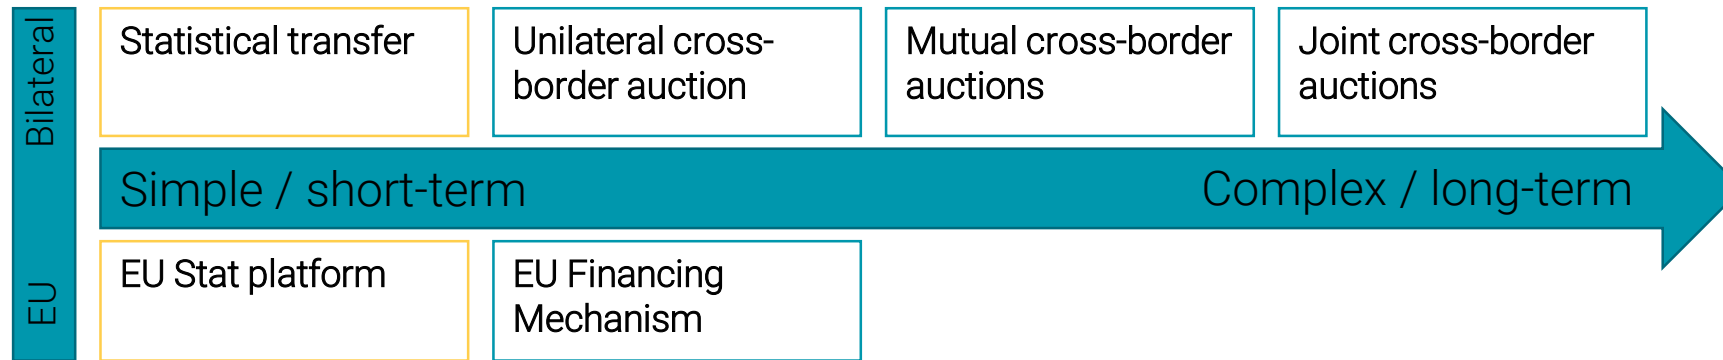 Bilateral
Statistical transfer
Unilateral cross-
border auction
Mutual cross-border
auctions
Joint cross-border
auctions
Simple / short-term
Complex / long-term
EU
EU Stat platform
EU Financing
Mechanism